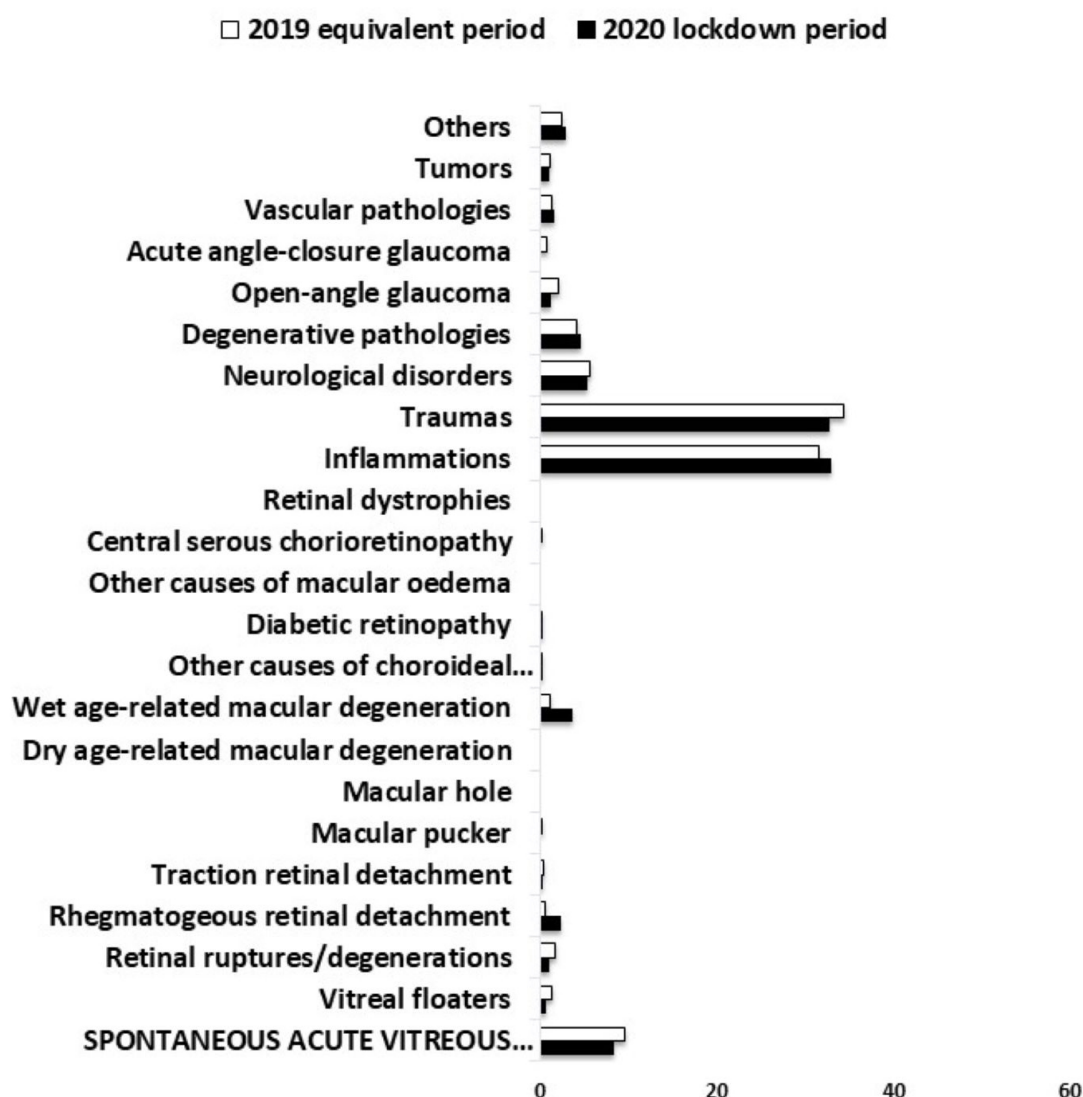 2019 equivalent period 2020 lockdown period
Others
Tumors
Vascular pathologies
Acute angle-closure glaucoma
Open-angle glaucoma
Degenerative pathologies
Neurological disorders
Traumas
Inflammations
Retinal dystrophies
Central serous chorioretinopathy
Other causes of macular oedema
Diabetic retinopathy
Other causes of choroideal...
Wet age-related macular degeneration
Dry age-related macular degeneration
Macular hole
Macular pucker
Traction retinal detachment
Rhegmatogeous retinal detachment
Retinal ruptures/degenerations
Vitreal floaters
SPONTANEOUS ACUTE VITREOUS...
0 20 40 60